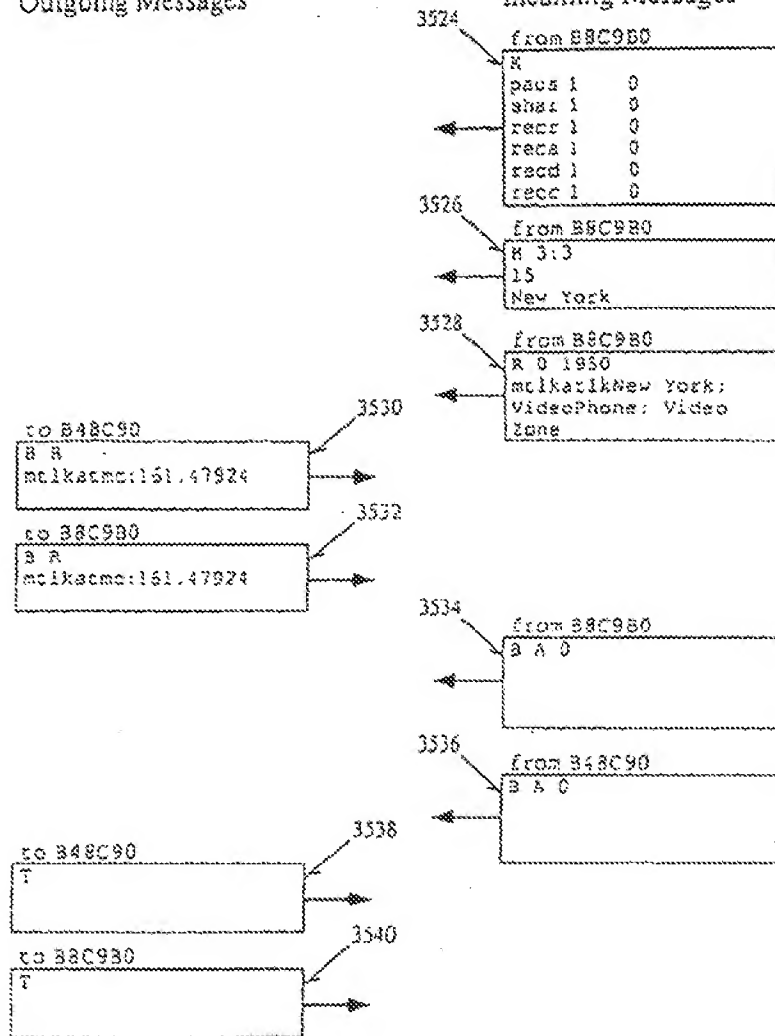 Outgoing Messages
Incoming Messages
3524
from B8C9B0
K
paus 1 0
shar 1 0
recr 1 0
reca 1 0
recd 1 0
recc 1 0
3526
from B8C9B0
M 3:3
15
New York
3528
from B8C9B0
R 0 1950
mtlkatlkNew York;
VideoPhone: Video
Zone
3530
to B48C90
B R
mtlkatmc:161.47924
3532
to B8C9B0
B R
mtlkatmc:161.47924
3534
from B8C9B0
B A 0
3536
from B48C90
B A 0
3538
to B48C90
T
3540
to B8C9B0
T